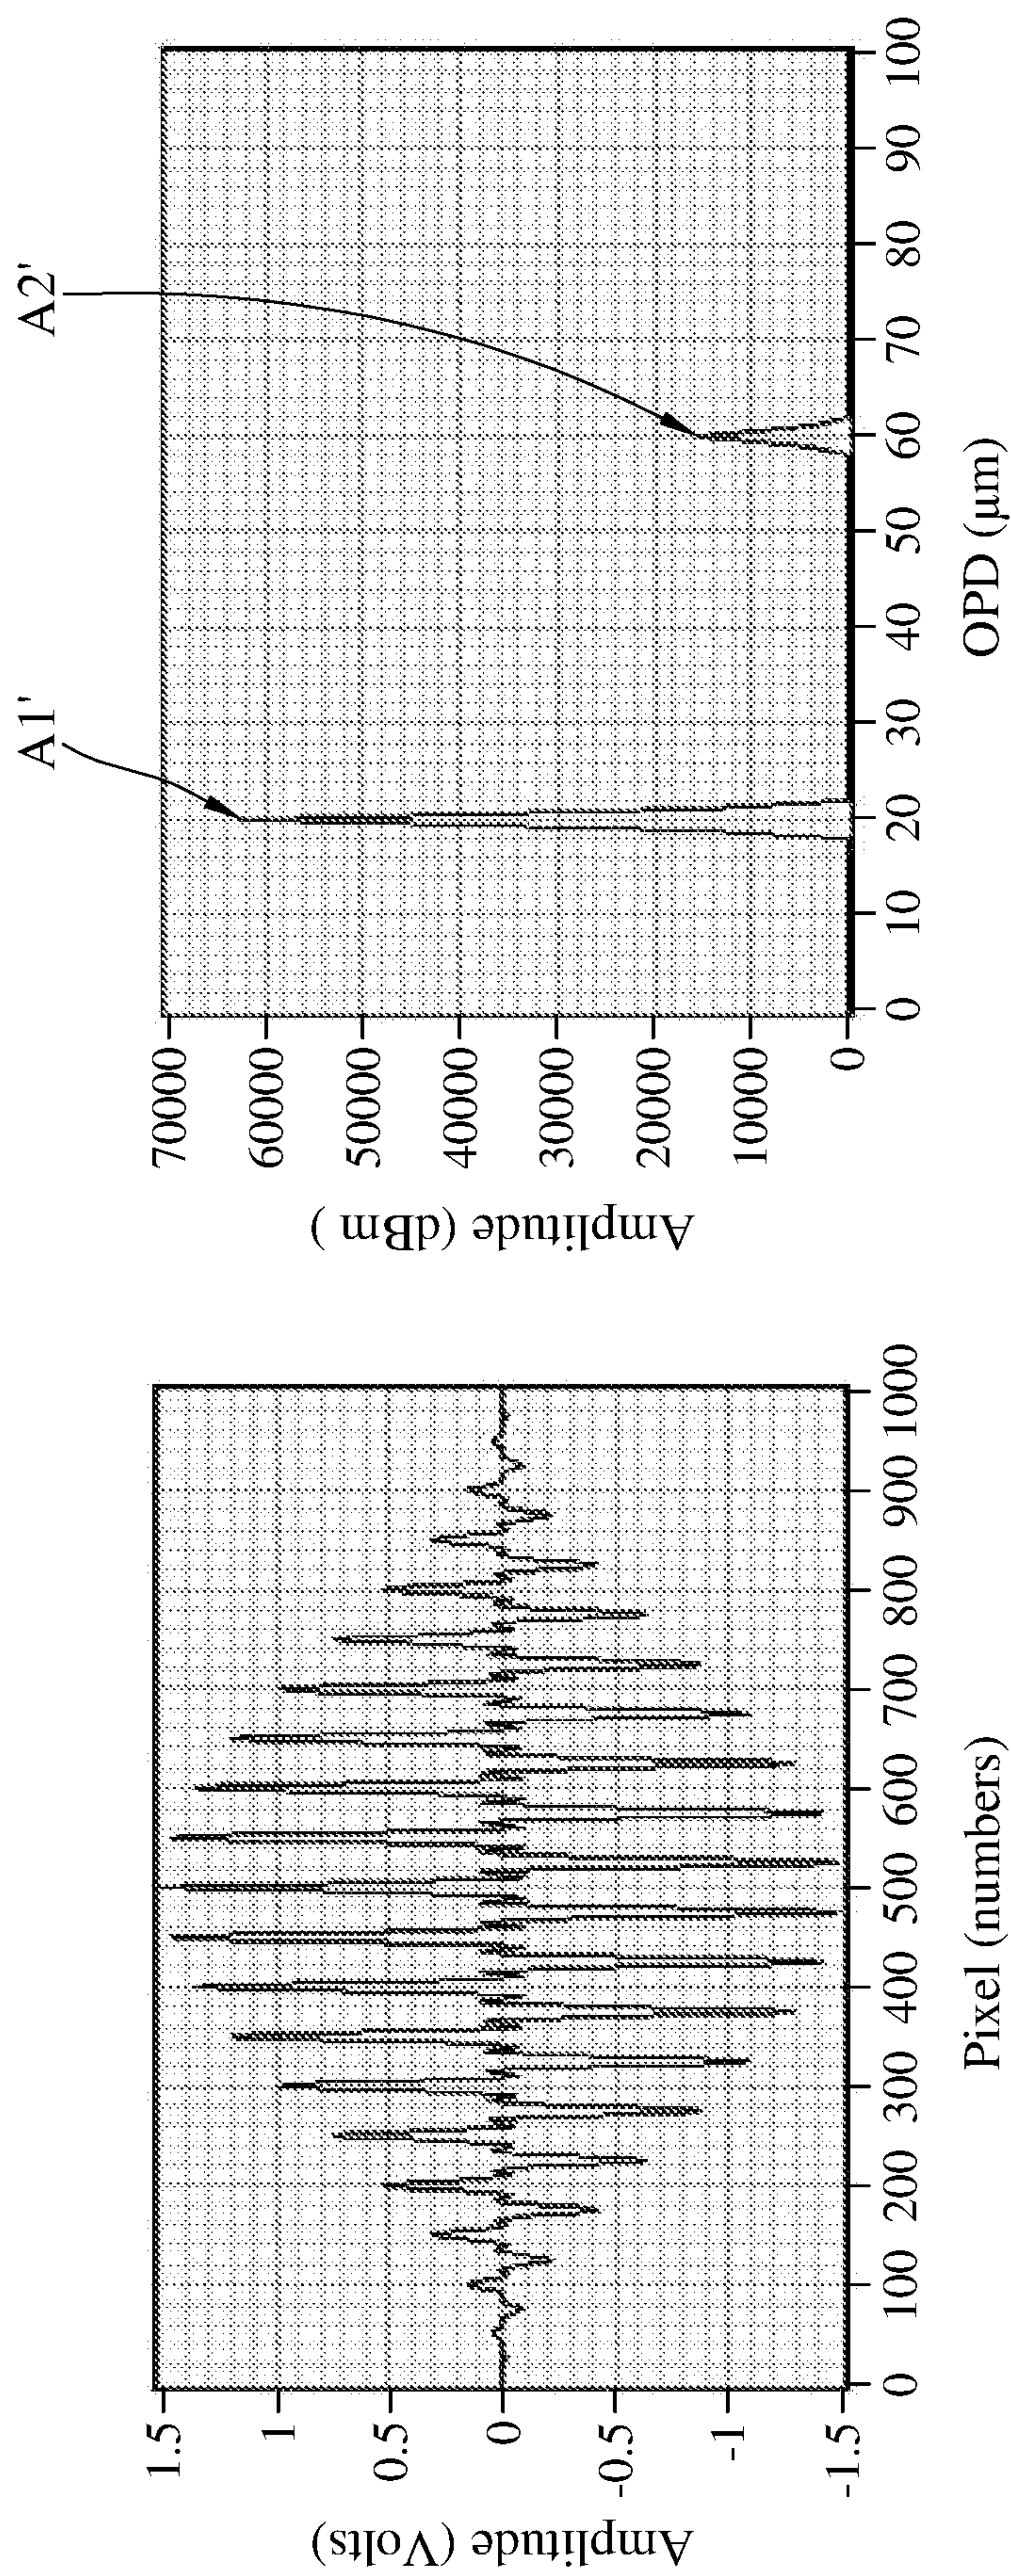 Amplitude (Volts)
1.5
1
0.5
0
-0.5
-1
-1.5
0 100 200 300 400 500 600 700 800 900 1000
Pixel (numbers)
A1'
A2'
Amplitude (dBm )
70000
60000
50000
40000
30000
20000
10000
0
0 10 20 30 40 50 60 70 80 90 100
OPD (μm)